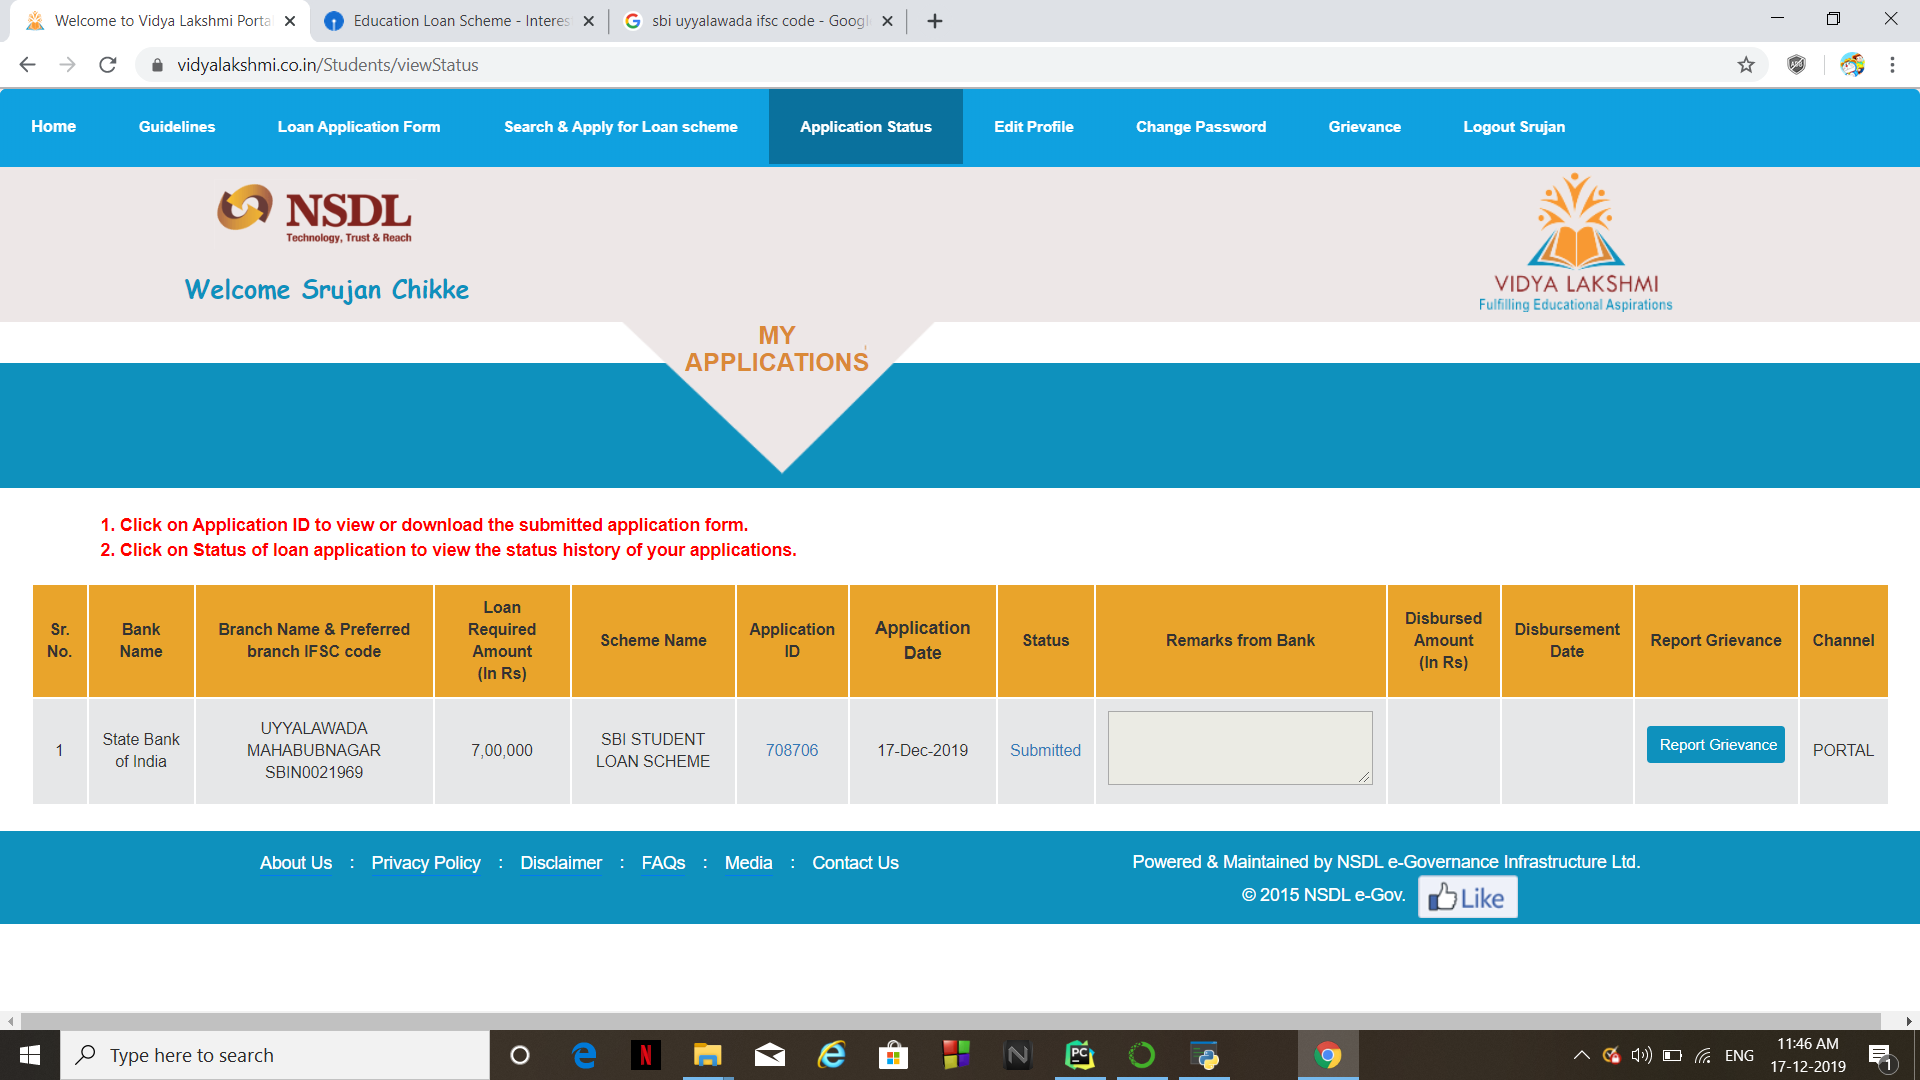 Welcome to Vidya Lakshmi Porta
Education Loan Scheme - Interes
sbi uyyalawada ifsc code - Googl
vidyalakshmi.co.in/Students/viewStatus
Home
Guidelines
Loan Application Form
Search & Apply for Loan scheme
Application Status
Edit Profile
Change Password
Grievance
Logout Srujan
NSDL
Technology, Trust & Reach
Welcome Srujan Chikke
VIDYA LAKSHMI
Fulfilling Educational Aspirations
MY
APPLICATIONS
1. Click on Application ID to view or download the submitted application form.
2. Click on Status of loan application to view the status history of your applications.
Sr.
No.
Bank
Name
Branch Name & Preferred
branch IFSC code
Loan
Required
Amount
(In Rs)
Scheme Name
Application
ID
Application
Date
Status
Remarks from Bank
Disbursed
Amount
(In Rs)
Disbursement
Date
Report Grievance
Channel
1
State Bank
of India
UYYALAWADA
MAHABUBNAGAR
SBIN0021969
7,00,000
SBI STUDENT
LOAN SCHEME
708706
17-Dec-2019
Submitted
Report Grievance
PORTAL
About Us : Privacy Policy : Disclaimer : FAQs : Media : Contact Us
Powered & Maintained by NSDL e-Governance Infrastructure Ltd.
© 2015 NSDL e-Gov.
Like
Type here to search
N
N
PC
ENG
11:46 AM
17-12-2019
1